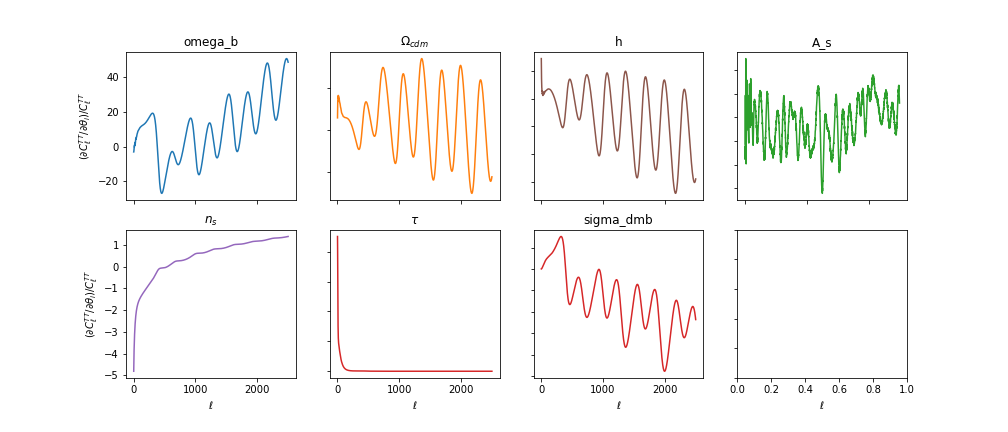 omega_b
Ω_cdm
h
A_s
(∂C_ℓ^TT/∂θ_i)/C_ℓ^TT
40
20
0
−20
n_s
τ
sigma_dmb
(∂C_ℓ^TT/∂θ_i)/C_ℓ^TT
1
0
−1
−2
−3
−4
−5
0 1000 2000
0 1000 2000
0 1000 2000
0.0 0.2 0.4 0.6 0.8 1.0
ℓ
ℓ
ℓ
ℓ